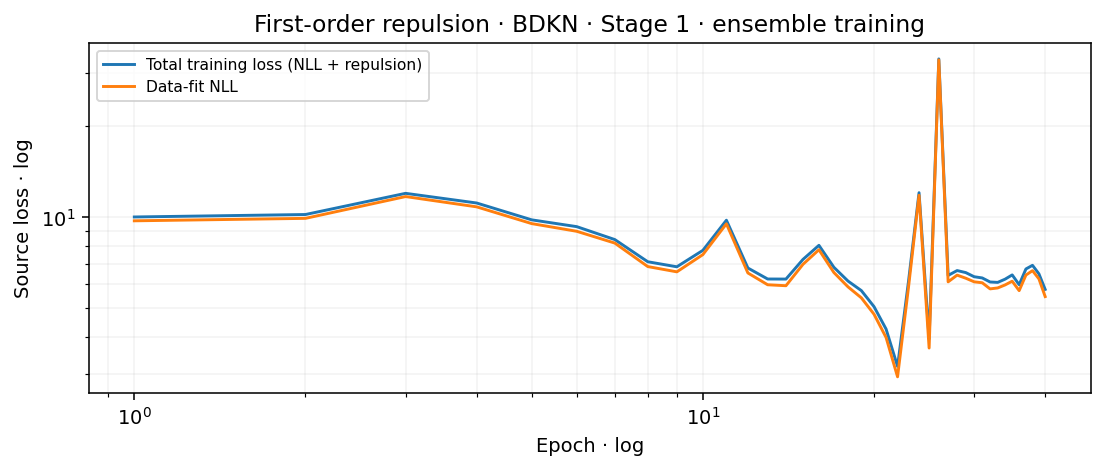 First-order repulsion · BDKN · Stage 1 · ensemble training
Total training loss (NLL + repulsion)
Data-fit NLL
Source loss · log
10¹
10⁰
10¹
Epoch · log